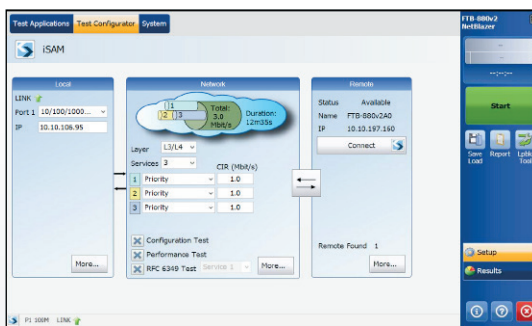 Test Applications Test Configurator System
FTB-880v2
NetBlazer
iSAM
--
--
--:--:--
Local
LINK
Port 1 10/100/1000...
IP 10.10.106.95
More...
Network
1
2 3
Total:
3.0
Mbit/s
Duration:
12m35s
Layer L3/L4
Services 3
CIR (Mbit/s)
1 Priority 1.0
2 Priority 1.0
3 Priority 1.0
Configuration Test
Performance Test
RFC 6349 Test Service 1 More...
Remote
Status Available
Name FTB-880v2A0
IP 10.10.197.160
Connect
Remote Found 1
More...
Start
Save
Load
Report
Setup
Results
P1 100M LINK